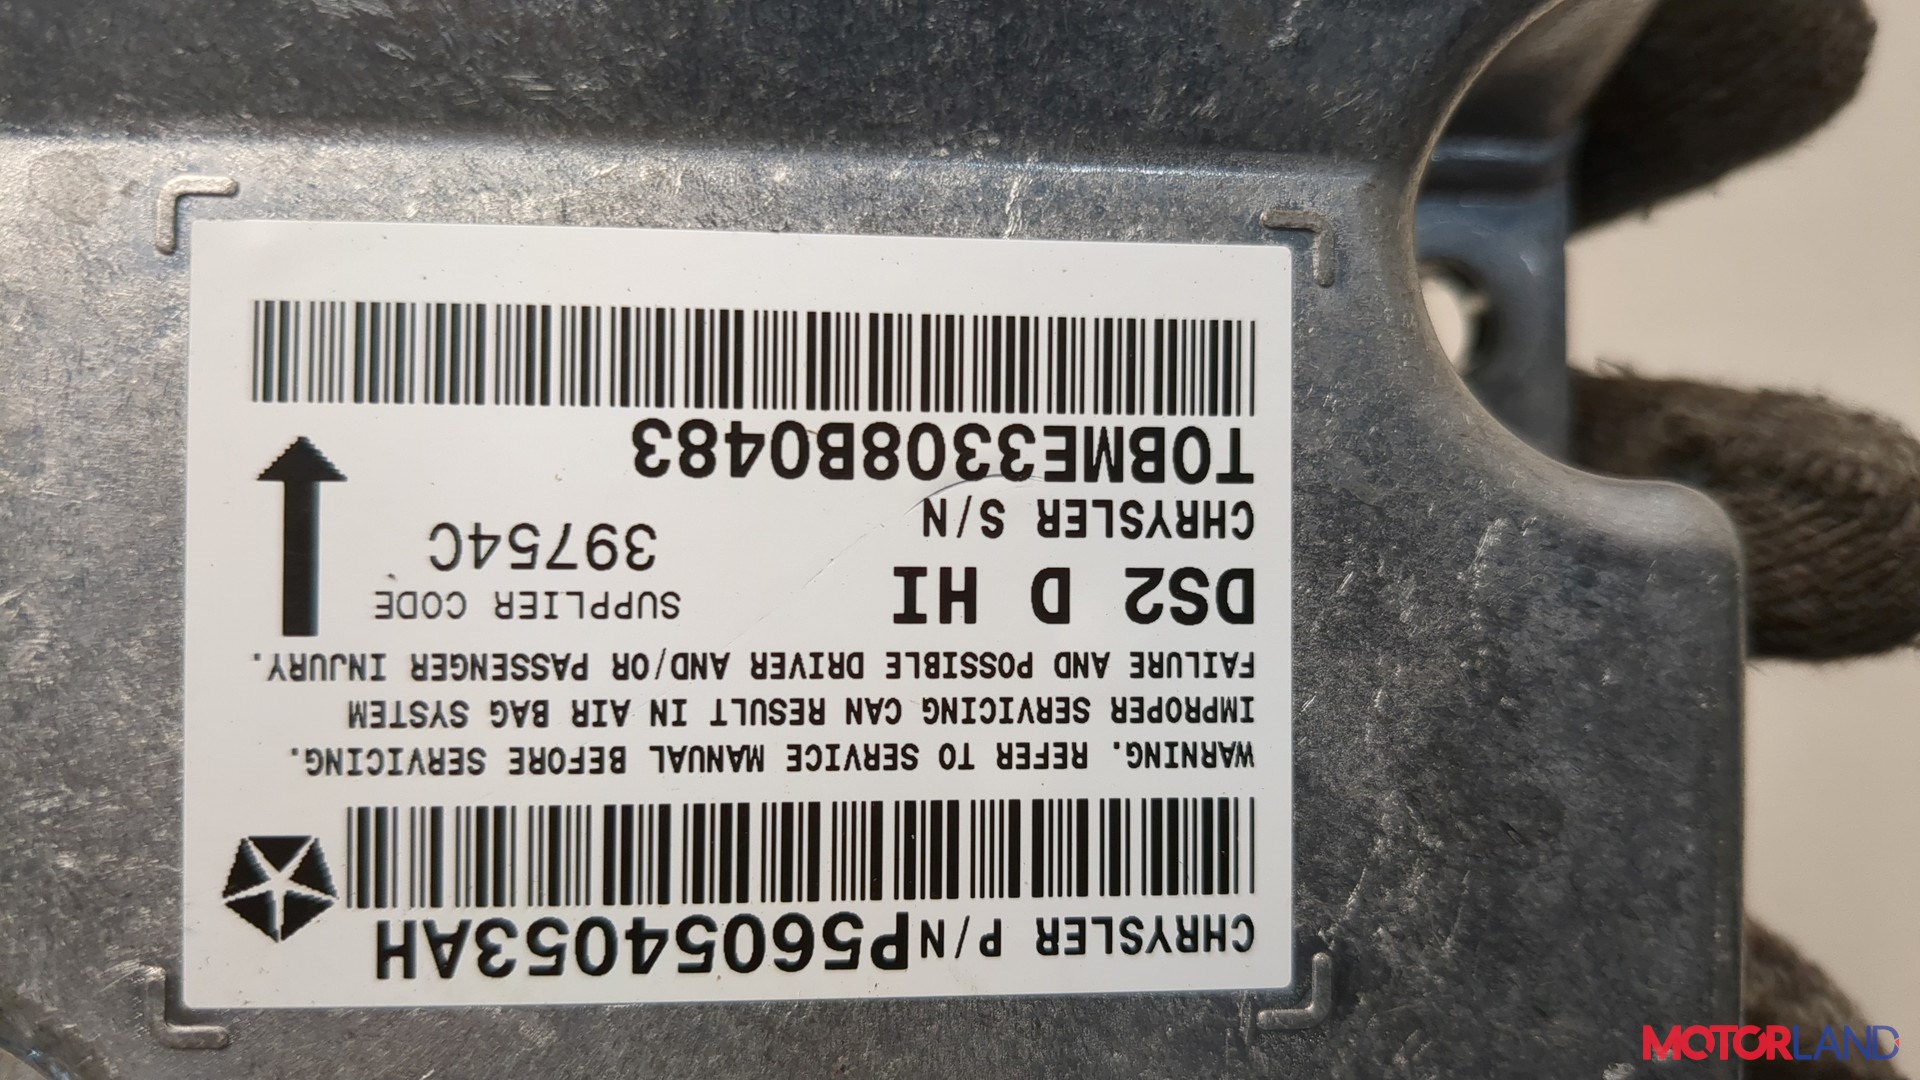 CHRYSLER P/N P56054053AH
WARNING. REFER TO SERVICE MANUAL BEFORE SERVICING.
IMPROPER SERVICING CAN RESULT IN AIR BAG SYSTEM
FAILURE AND POSSIBLE DRIVER AND/OR PASSENGER INJURY.
DS2 D HI
SUPPLIER CODE
39754C
CHRYSLER S/N
T0BME3308B0483
MOTORLAND